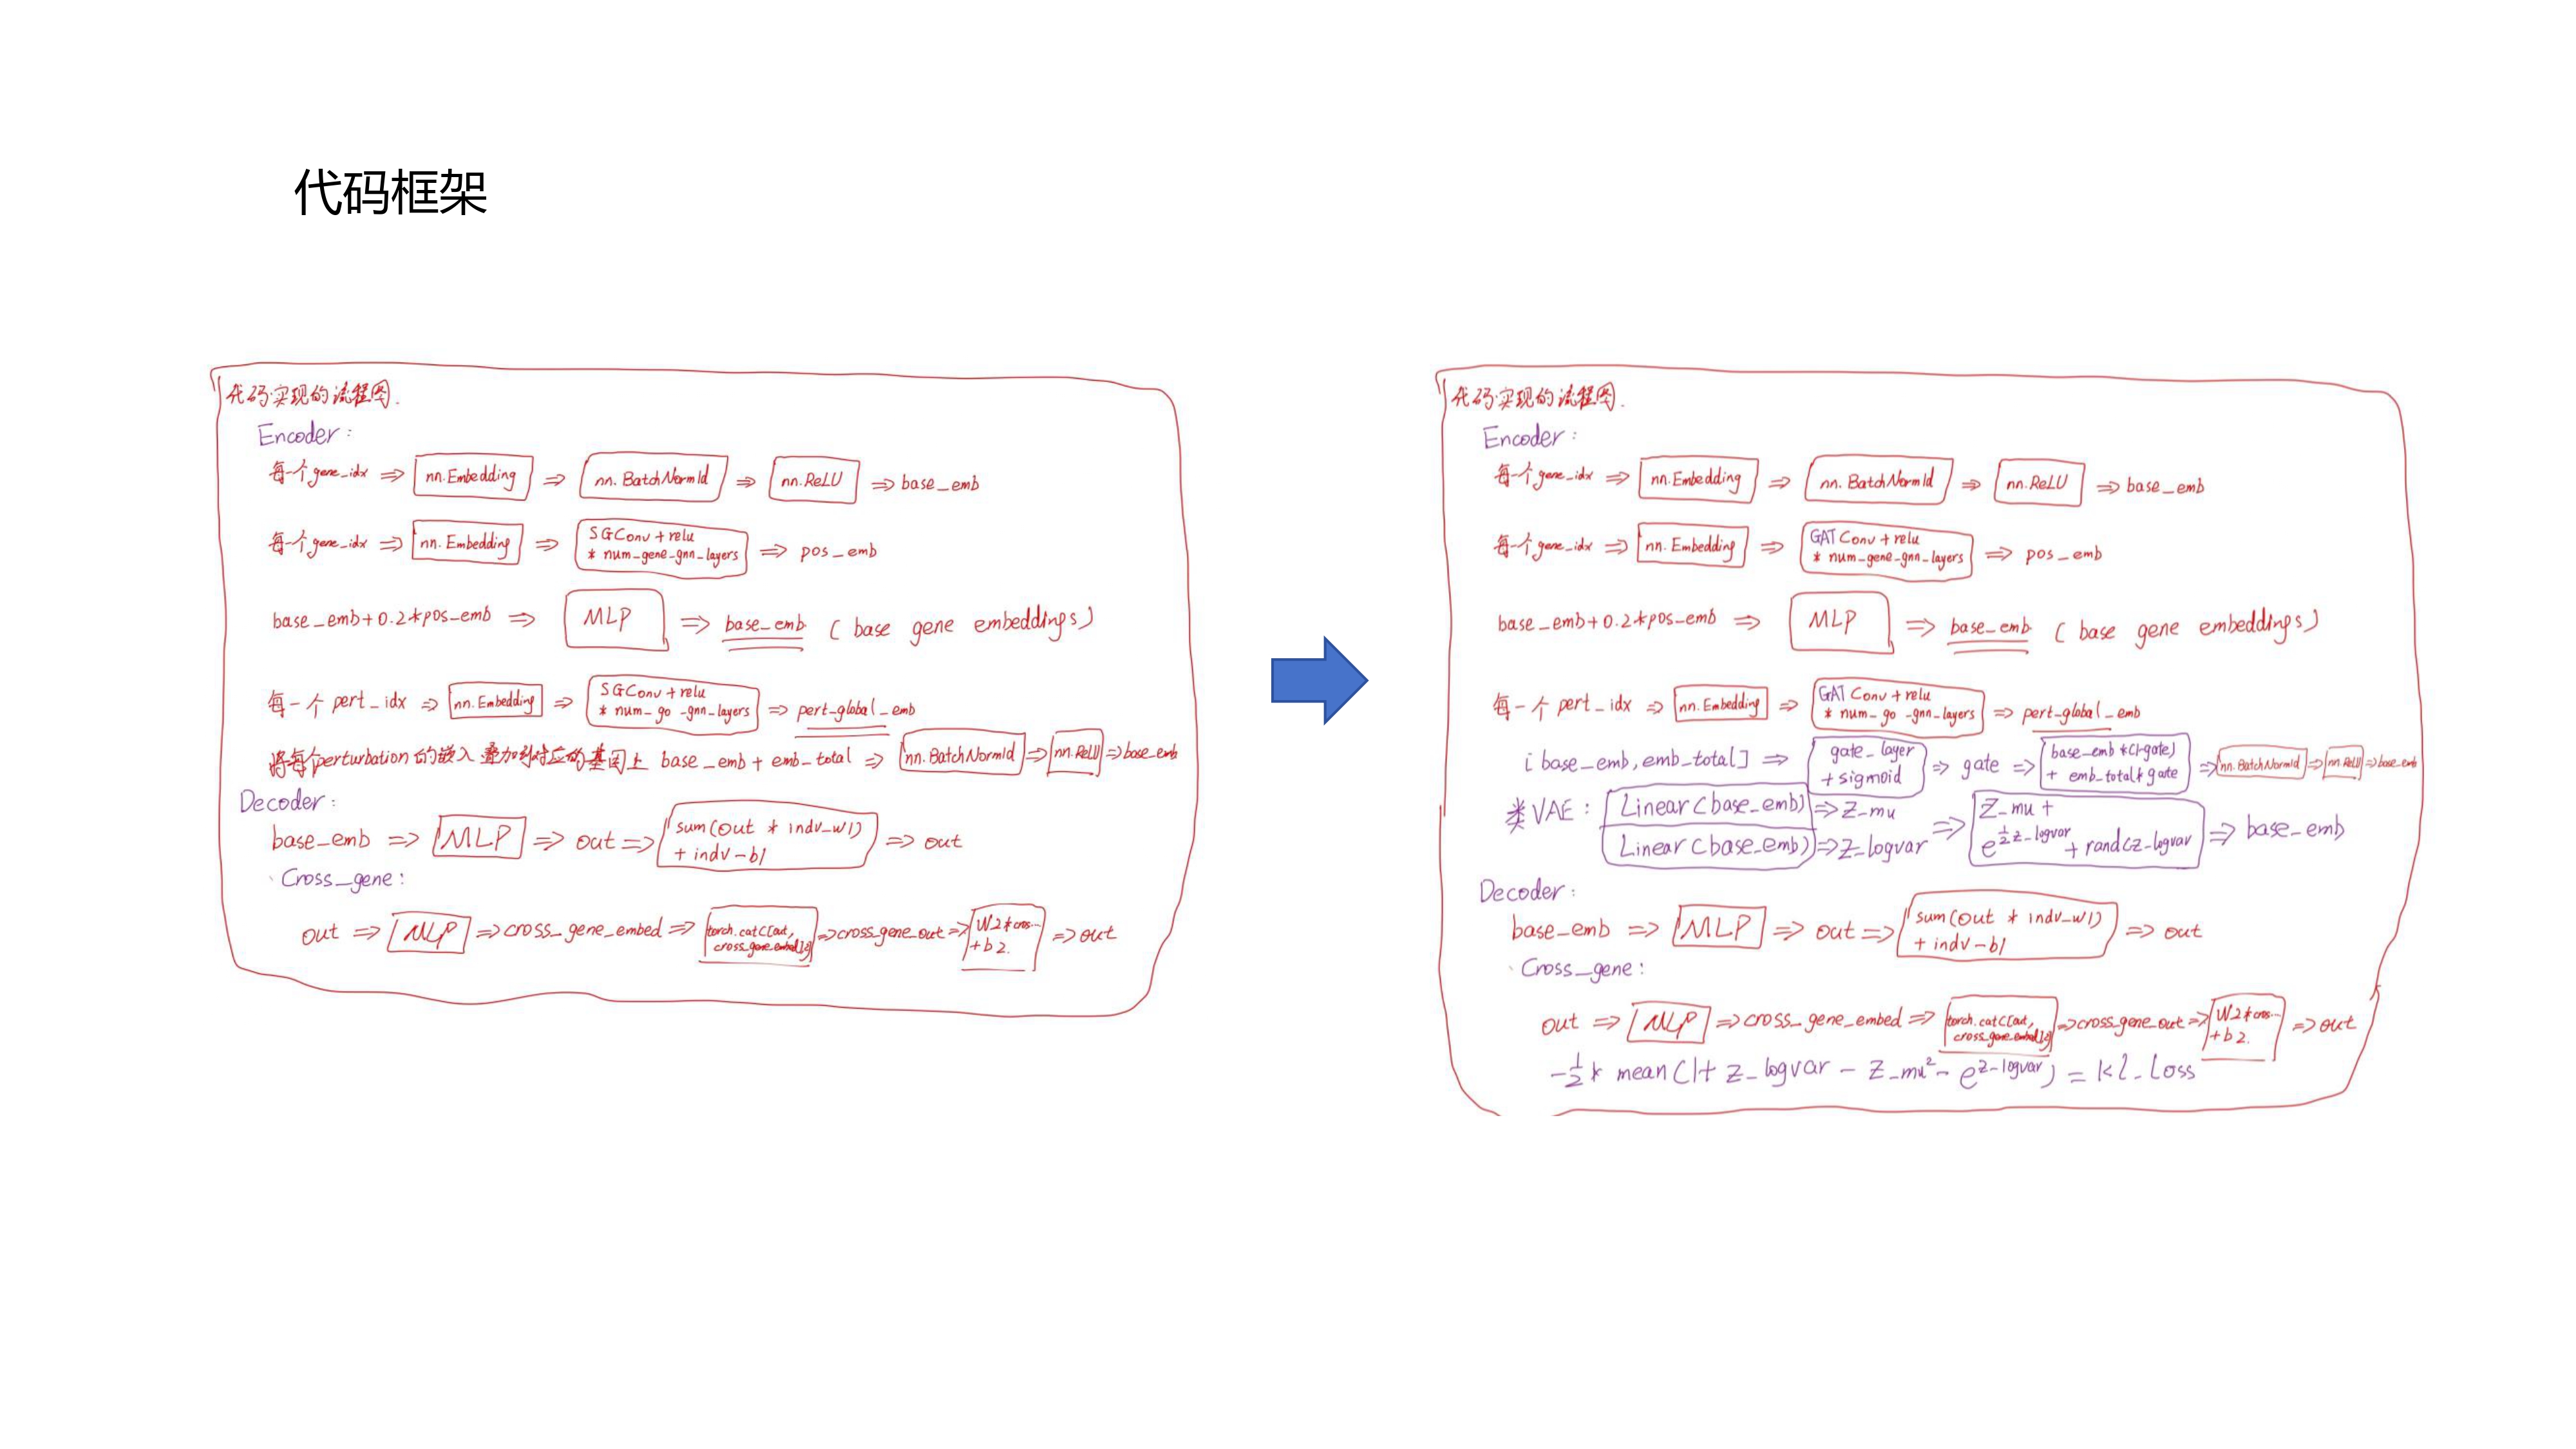 代码框架
代码实现的流程图.
Encoder:
每一个gene_idx ⇒ nn.Embedding ⇒ nn.BatchNorm1d ⇒ nn.ReLU ⇒ base_emb
每一个gene_idx ⇒ nn.Embedding ⇒ SGConv + relu
* num_gene_gnn_layers ⇒ pos_emb
base_emb+0.2*pos_emb ⇒ MLP ⇒ base_emb ( base gene embeddings)
每一个 pert_idx ⇒ nn.Embedding ⇒ SGConv + relu
* num_go_gnn_layers ⇒ pert_global_emb
将每个perturbation的嵌入叠加到对应的基因上 base_emb + emb_total ⇒ nn.BatchNorm1d ⇒ nn.ReLU ⇒ base_emb
Decoder:
base_emb ⇒ MLP ⇒ out ⇒ sum(out * indv_w1)
+ indv-b1 ⇒ out
Cross_gene:
out ⇒ MLP ⇒ cross_gene_embed ⇒ torch.cat([out,
cross_gene_embed],2) ⇒ cross_gene_out ⇒ W2*cros...
+b2. ⇒ out
代码实现的流程图.
Encoder:
每一个gene_idx ⇒ nn.Embedding ⇒ nn.BatchNorm1d ⇒ nn.ReLU ⇒ base_emb
每一个gene_idx ⇒ nn.Embedding ⇒ GATConv + relu
* num_gene_gnn_layers ⇒ pos_emb
base_emb+0.2*pos_emb ⇒ MLP ⇒ base_emb ( base gene embeddings)
每一个 pert_idx ⇒ nn.Embedding ⇒ GATConv + relu
* num_go_gnn_layers ⇒ pert_global_emb
[base_emb, emb_total] ⇒ gate_layer
+ sigmoid ⇒ gate ⇒ base_emb*(1-gate)
+ emb_total*gate ⇒ nn.BatchNorm1d ⇒ nn.ReLU ⇒ base_emb
类VAE: Linear(base_emb) ⇒ Z_mu
Linear(base_emb) ⇒ Z_logvar ⇒ Z_mu +
e^{½z_logvar} + rand(z_logvar ⇒ base_emb
Decoder:
base_emb ⇒ MLP ⇒ out ⇒ sum(out * indv_w1)
+ indv-b1 ⇒ out
Cross_gene:
out ⇒ MLP ⇒ cross_gene_embed ⇒ torch.cat([out,
cross_gene_embed],2) ⇒ cross_gene_out ⇒ W2*cros...
+b2. ⇒ out
-½* mean(1+ z_logvar - z_mu² - e^{z-logvar}) = kl_loss